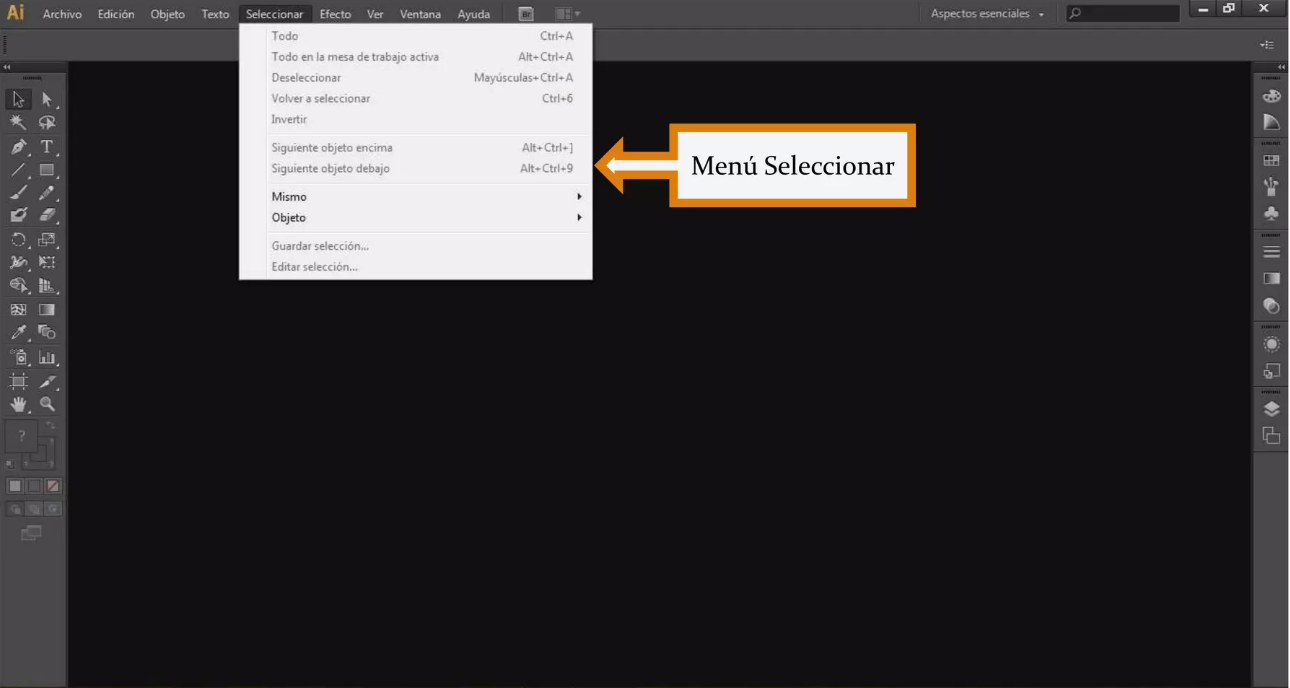 Ai Archivo Edición Objeto Texto Seleccionar Efecto Ver Ventana Ayuda Br Aspectos esenciales
Todo Ctrl+A
Todo en la mesa de trabajo activa Alt+Ctrl+A
Deseleccionar Mayúsculas+Ctrl+A
Volver a seleccionar Ctrl+6
Invertir
Siguiente objeto encima Alt+Ctrl+]
Siguiente objeto debajo Alt+Ctrl+9
Menú Seleccionar
Mismo
Objeto
Guardar selección...
Editar selección...